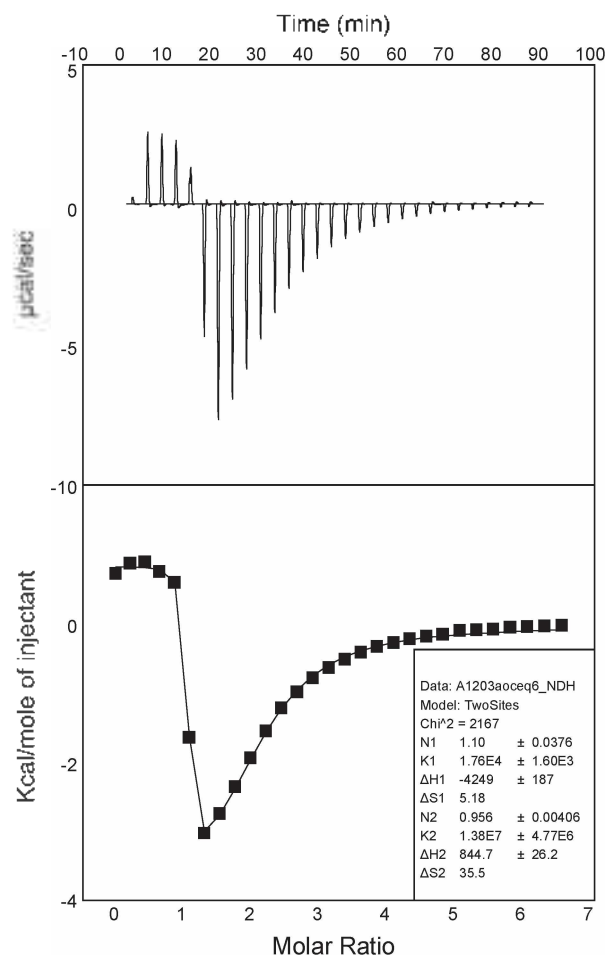 Time (min)
-10 0 10 20 30 40 50 60 70 80 90 100
5
0
-5
-10
µcal/sec
0
-2
-4
Kcal/mole of injectant
Data: A1203aoceq6_NDH
Model: TwoSites
Chi^2 = 2167
N1 1.10 ± 0.0376
K1 1.76E4 ± 1.60E3
ΔH1 -4249 ± 187
ΔS1 5.18
N2 0.956 ± 0.00406
K2 1.38E7 ± 4.77E6
ΔH2 844.7 ± 26.2
ΔS2 35.5
0 1 2 3 4 5 6 7
Molar Ratio